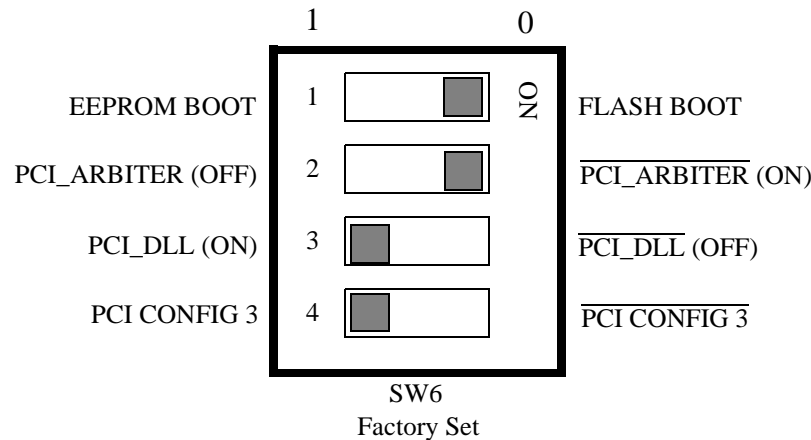 1 0
EEPROM BOOT 1 ON FLASH BOOT
PCI_ARBITER (OFF) 2 PCI_ARBITER (ON)
PCI_DLL (ON) 3 PCI_DLL (OFF)
PCI CONFIG 3 4 PCI CONFIG 3
SW6
Factory Set